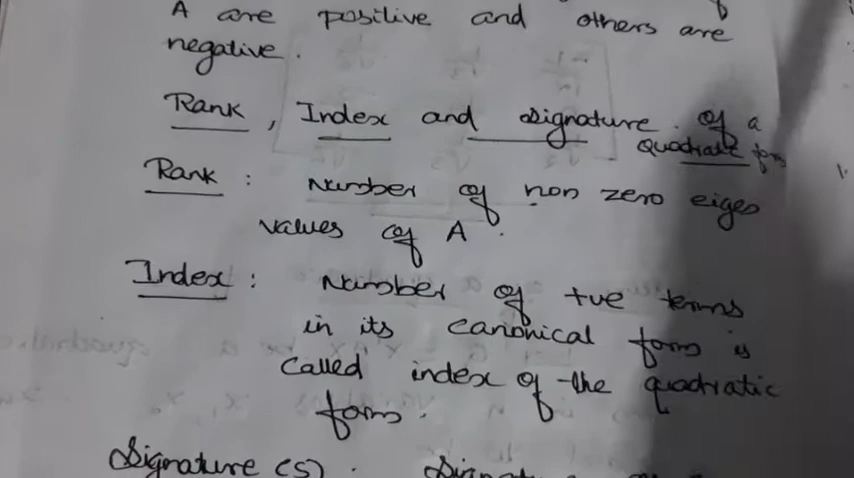 A are positive and others are
negative.
Rank, Index and signature of a
quadratic form
Rank : Number of non zero eigen
values of A.
Index : Number of +ve terms
in its canonical form is
called index of the quadratic
form.
Signature (S).